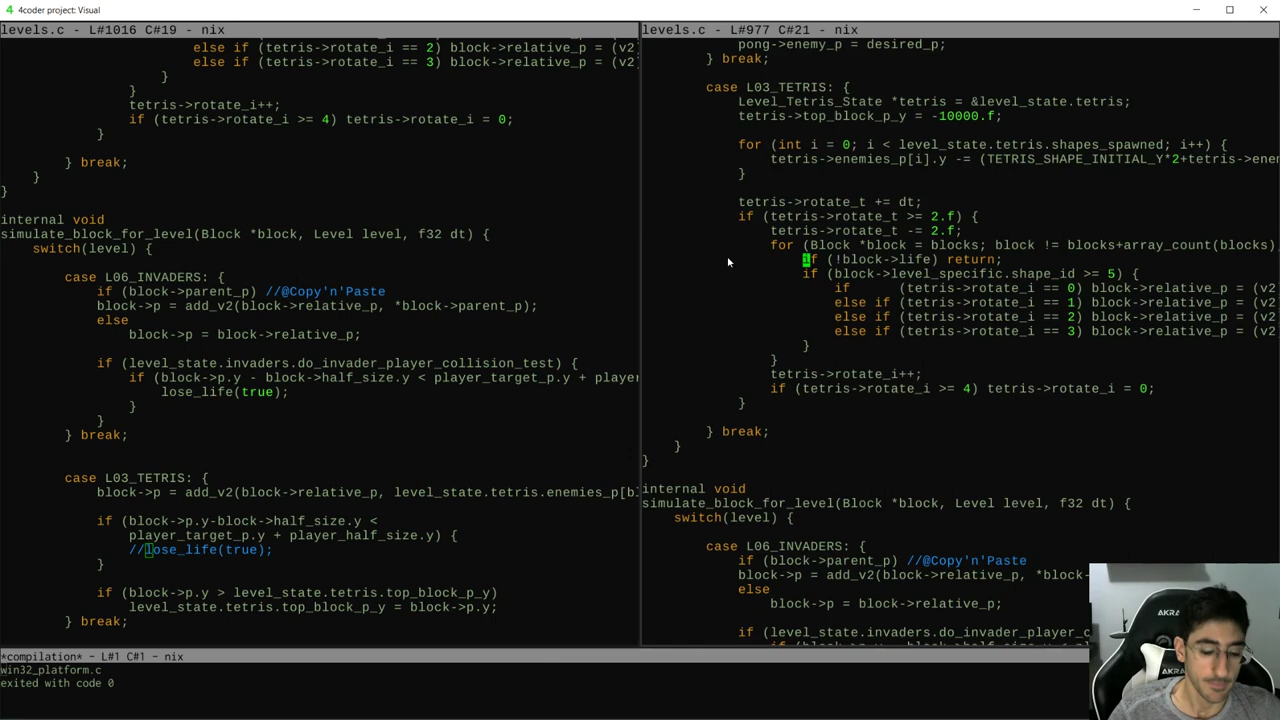 4coder project: Visual
levels.c - L#1016 C#19 - nix
else if (tetris->rotate_i == 2) block->relative_p = (v2)
else if (tetris->rotate_i == 3) block->relative_p = (v2)
}
}
tetris->rotate_i++;
if (tetris->rotate_i >= 4) tetris->rotate_i = 0;
}
} break;
}
}
internal void
simulate_block_for_level(Block *block, Level level, f32 dt) {
switch(level) {
case L06_INVADERS: {
if (block->parent_p) //@Copy'n'Paste
block->p = add_v2(block->relative_p, *block->parent_p);
else
block->p = block->relative_p;
if (level_state.invaders.do_invader_player_collision_test) {
if (block->p.y - block->half_size.y < player_target_p.y + player
lose_life(true);
}
}
} break;
case L03_TETRIS: {
block->p = add_v2(block->relative_p, level_state.tetris.enemies_p[bl
if (block->p.y-block->half_size.y <
player_target_p.y + player_half_size.y) {
//lose_life(true);
}
if (block->p.y > level_state.tetris.top_block_p_y)
level_state.tetris.top_block_p_y = block->p.y;
} break;
levels.c - L#977 C#21 - nix
pong->enemy_p = desired_p;
} break;
case L03_TETRIS: {
Level_Tetris_State *tetris = &level_state.tetris;
tetris->top_block_p_y = -10000.f;
for (int i = 0; i < level_state.tetris.shapes_spawned; i++) {
tetris->enemies_p[i].y -= (TETRIS_SHAPE_INITIAL_Y*2+tetris->ene
}
tetris->rotate_t += dt;
if (tetris->rotate_t >= 2.f) {
tetris->rotate_t -= 2.f;
for (Block *block = blocks; block != blocks+array_count(blocks)
if (!block->life) return;
if (block->level_specific.shape_id >= 5) {
if (tetris->rotate_i == 0) block->relative_p = (v2
else if (tetris->rotate_i == 1) block->relative_p = (v2
else if (tetris->rotate_i == 2) block->relative_p = (v2
else if (tetris->rotate_i == 3) block->relative_p = (v2
}
}
tetris->rotate_i++;
if (tetris->rotate_i >= 4) tetris->rotate_i = 0;
}
} break;
}
}
internal void
simulate_block_for_level(Block *block, Level level, f32 dt) {
switch(level) {
case L06_INVADERS: {
if (block->parent_p) //@Copy'n'Paste
block->p = add_v2(block->relative_p, *block-
else
block->p = block->relative_p;
if (level_state.invaders.do_invader_player_c
*compilation* - L#1 C#1 - nix
win32_platform.c
exited with code 0
AKRA